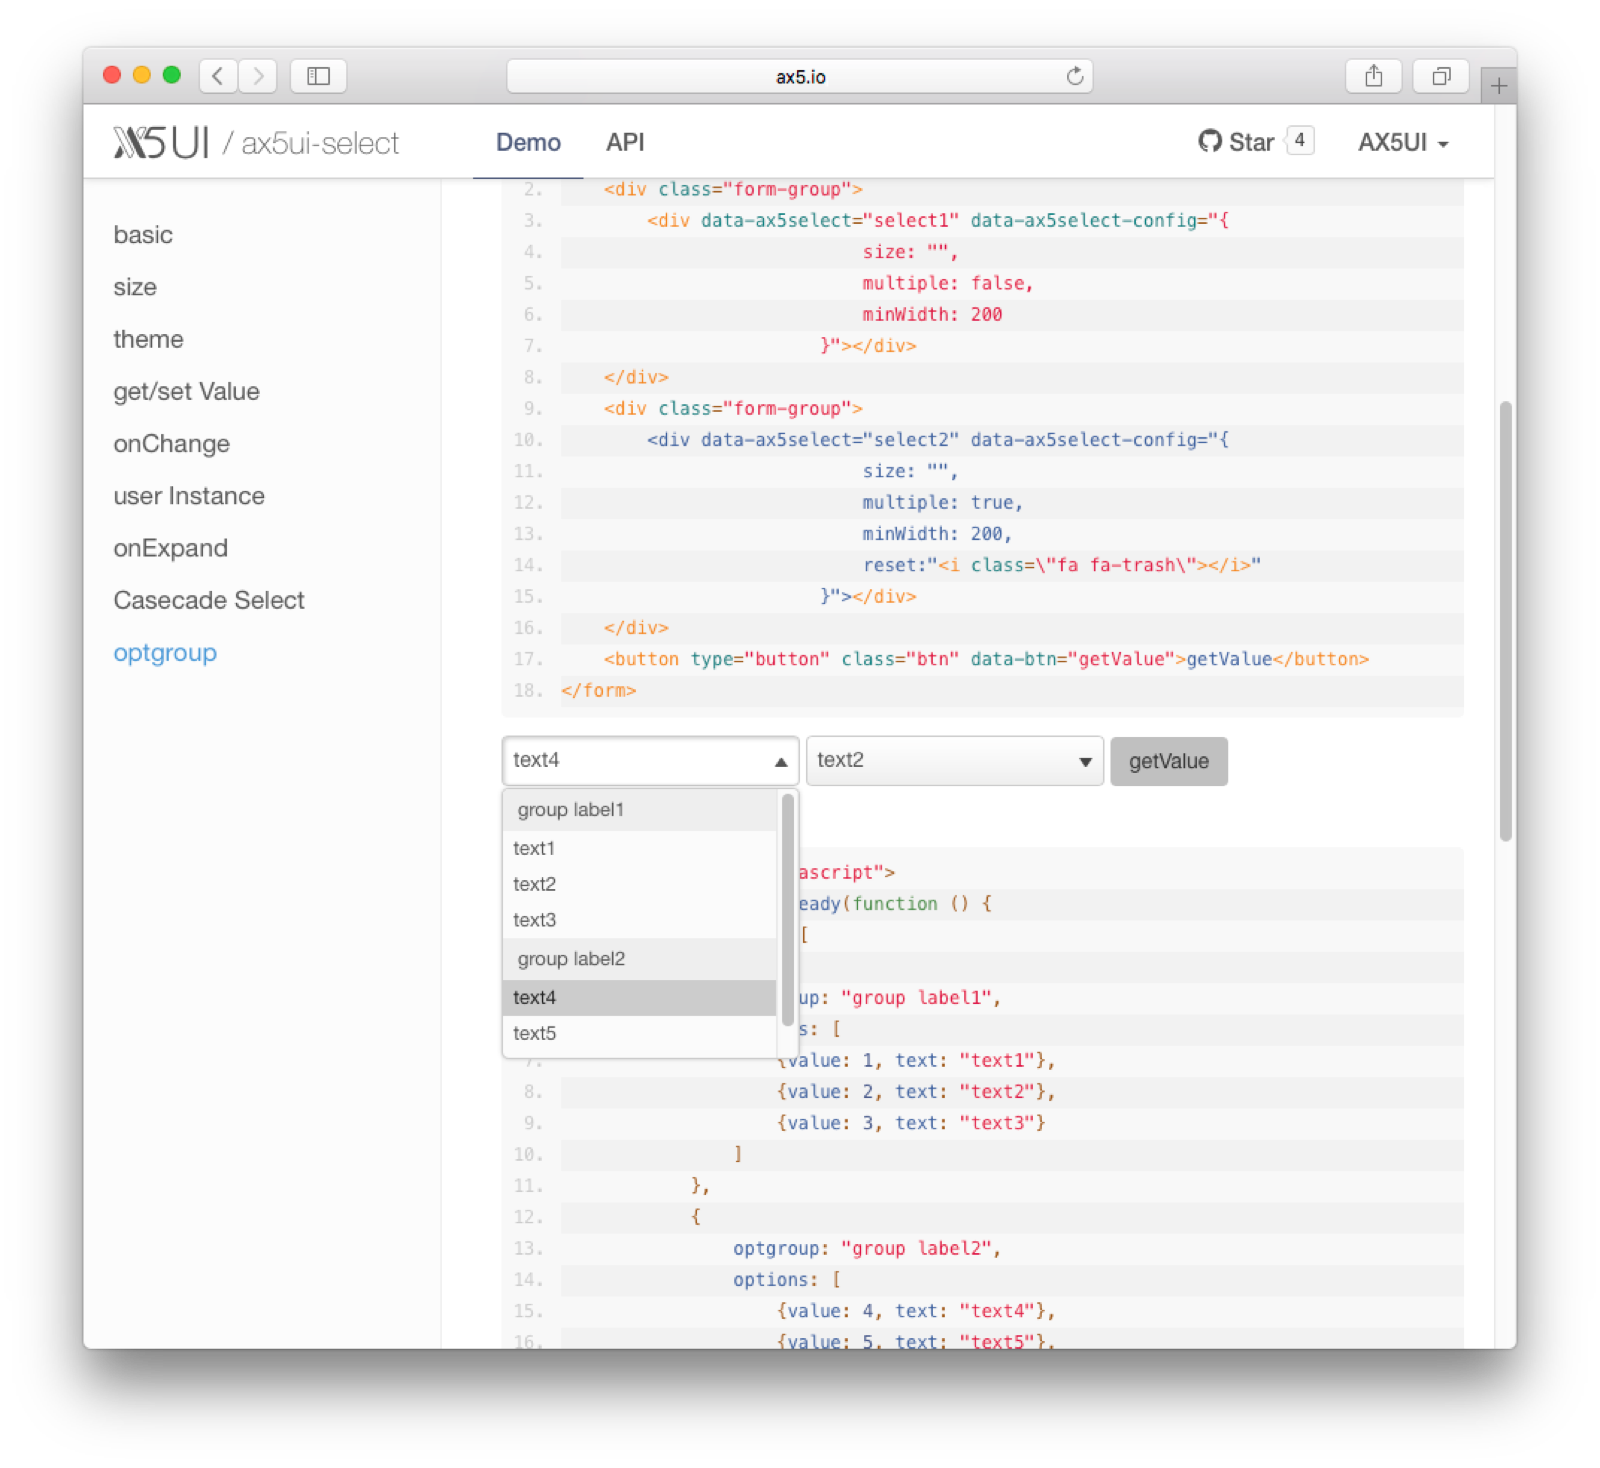 ax5.io
AX5UI / ax5ui-select
Demo
API
Star 4
AX5UI
basic
size
theme
get/set Value
onChange
user Instance
onExpand
Casecade Select
optgroup
2. <div class="form-group">
3. <div data-ax5select="select1" data-ax5select-config="{
4. size: "",
5. multiple: false,
6. minWidth: 200
7. }"></div>
8. </div>
9. <div class="form-group">
10. <div data-ax5select="select2" data-ax5select-config="{
11. size: "",
12. multiple: true,
13. minWidth: 200,
14. reset:"<i class=\"fa fa-trash\"></i>"
15. }"></div>
16. </div>
17. <button type="button" class="btn" data-btn="getValue">getValue</button>
18. </form>
text4
text2
getValue
group label1
text1
text2
text3
group label2
text4
text5
ascript">
eady(function () {
[
up: "group label1",
s: [
7. {value: 1, text: "text1"},
8. {value: 2, text: "text2"},
9. {value: 3, text: "text3"}
10. ]
11. },
12. {
13. optgroup: "group label2",
14. options: [
15. {value: 4, text: "text4"},
16. {value: 5, text: "text5"},